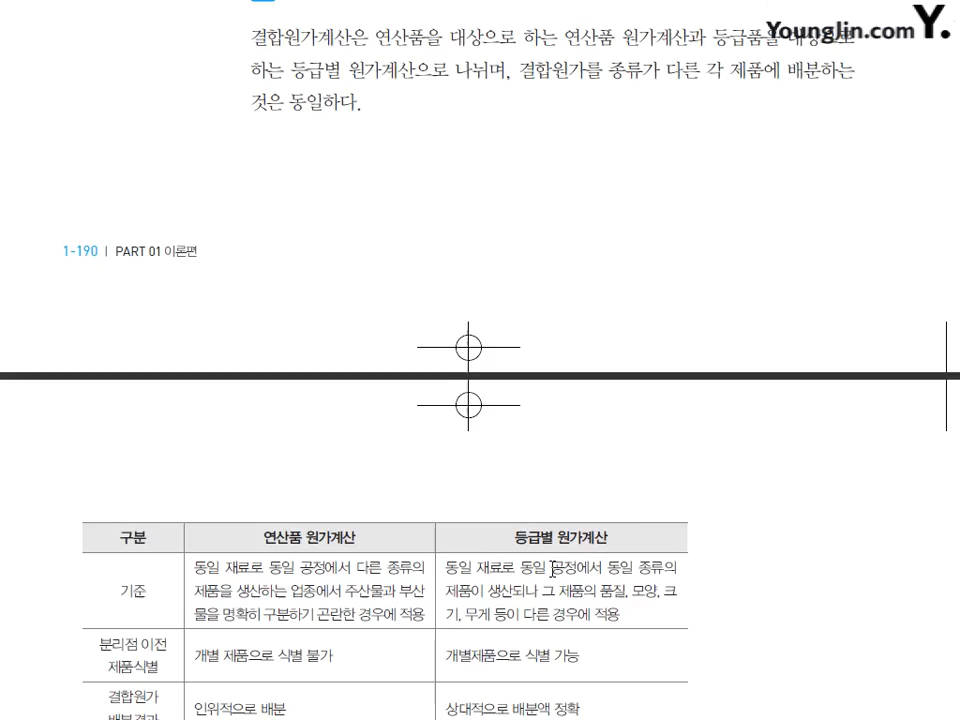 Younglin.com Y.
결합원가계산은 연산품을 대상으로 하는 연산품 원가계산과 등급품을 대상으로
하는 등급별 원가계산으로 나뉘며, 결합원가를 종류가 다른 각 제품에 배분하는
것은 동일하다.
1-190 | PART 01 이론편
구분 연산품 원가계산 등급별 원가계산
기준
동일 재료로 동일 공정에서 다른 종류의
제품을 생산하는 업종에서 주산물과 부산
물을 명확히 구분하기 곤란한 경우에 적용
동일 재료로 동일 공정에서 동일 종류의
제품이 생산되나 그 제품의 품질, 모양, 크
기, 무게 등이 다른 경우에 적용
분리점 이전
제품식별
개별 제품으로 식별 불가
개별제품으로 식별 가능
결합원가
배분결과
인위적으로 배분
상대적으로 배분액 정확